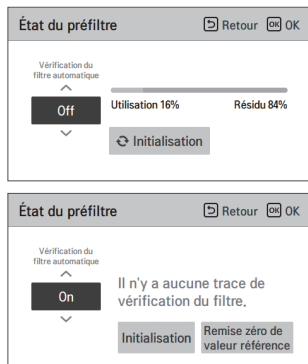 État du préfiltre
Retour
OK OK
Vérification du
filtre automatique
Off
Utilisation 16%
Résidu 84%
Initialisation
État du préfiltre
Retour
OK OK
Vérification du
filtre automatique
On
Il n'y a aucune trace de
vérification du filtre.
Initialisation
Remise zéro de
valeur référence